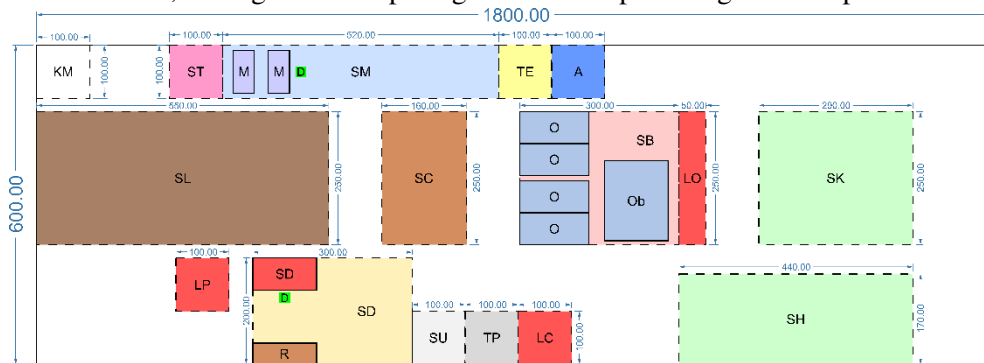 1800.00
100.00
100.00
520.00
100.00
100.00
KM
100.00
100.00
ST
M
M
D
SM
TE
A
600.00
550.00
160.00
300.00
50.00
280.00
SL
250.00
SC
250.00
O
O
O
O
SB
Ob
LO
250.00
SK
250.00
100.00
300.00
440.00
LP
200.00
SD
D
SD
R
100.00
100.00
100.00
SU
TP
LC
100.00
SH
170.00